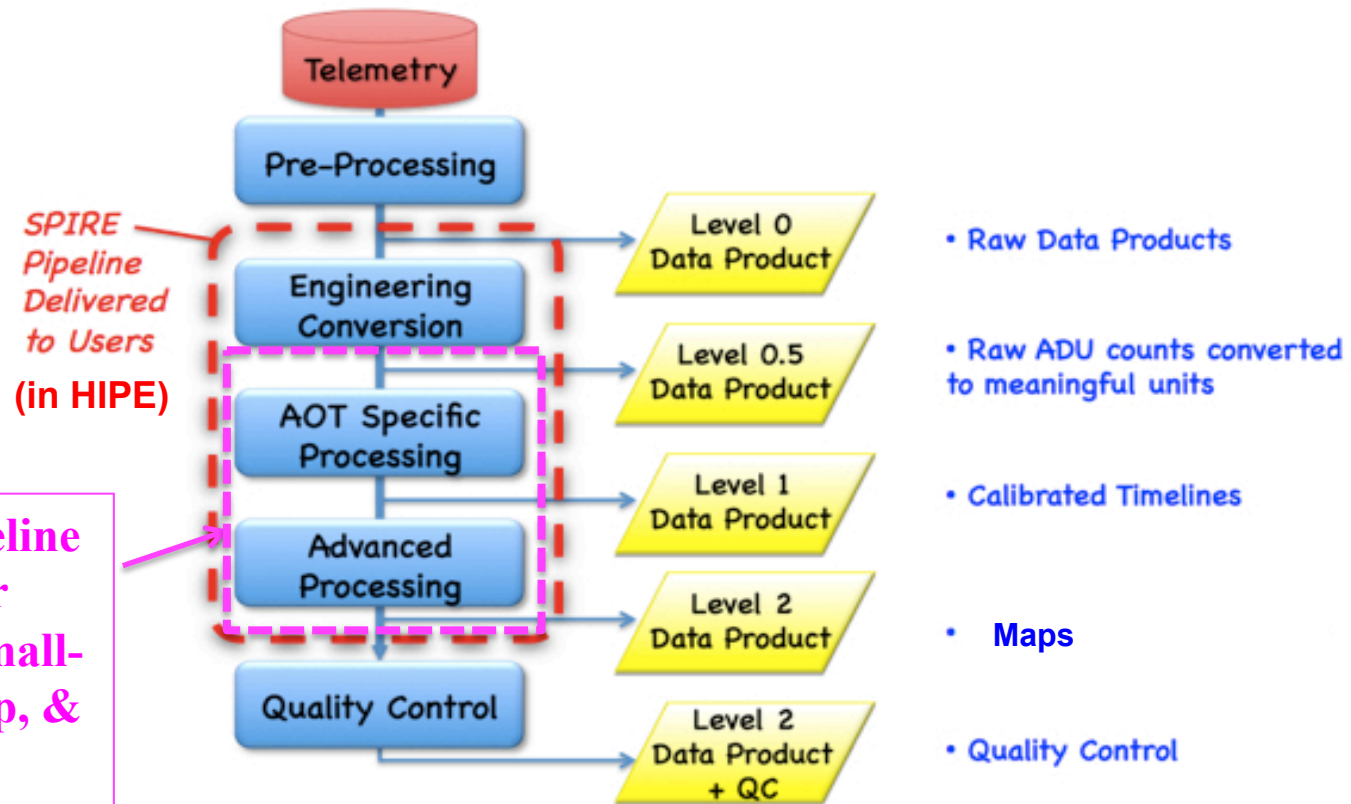 Telemetry
Pre-Processing
SPIRE
Pipeline
Delivered
to Users
(in HIPE)
Level 0
Data Product
• Raw Data Products
Engineering
Conversion
Level 0.5
Data Product
• Raw ADU counts converted
to meaningful units
AOT Specific
Processing
Level 1
Data Product
• Calibrated Timelines
eline
r
mall-
p, &
Advanced
Processing
Level 2
Data Product
• Maps
Quality Control
Level 2
Data Product
+ QC
• Quality Control